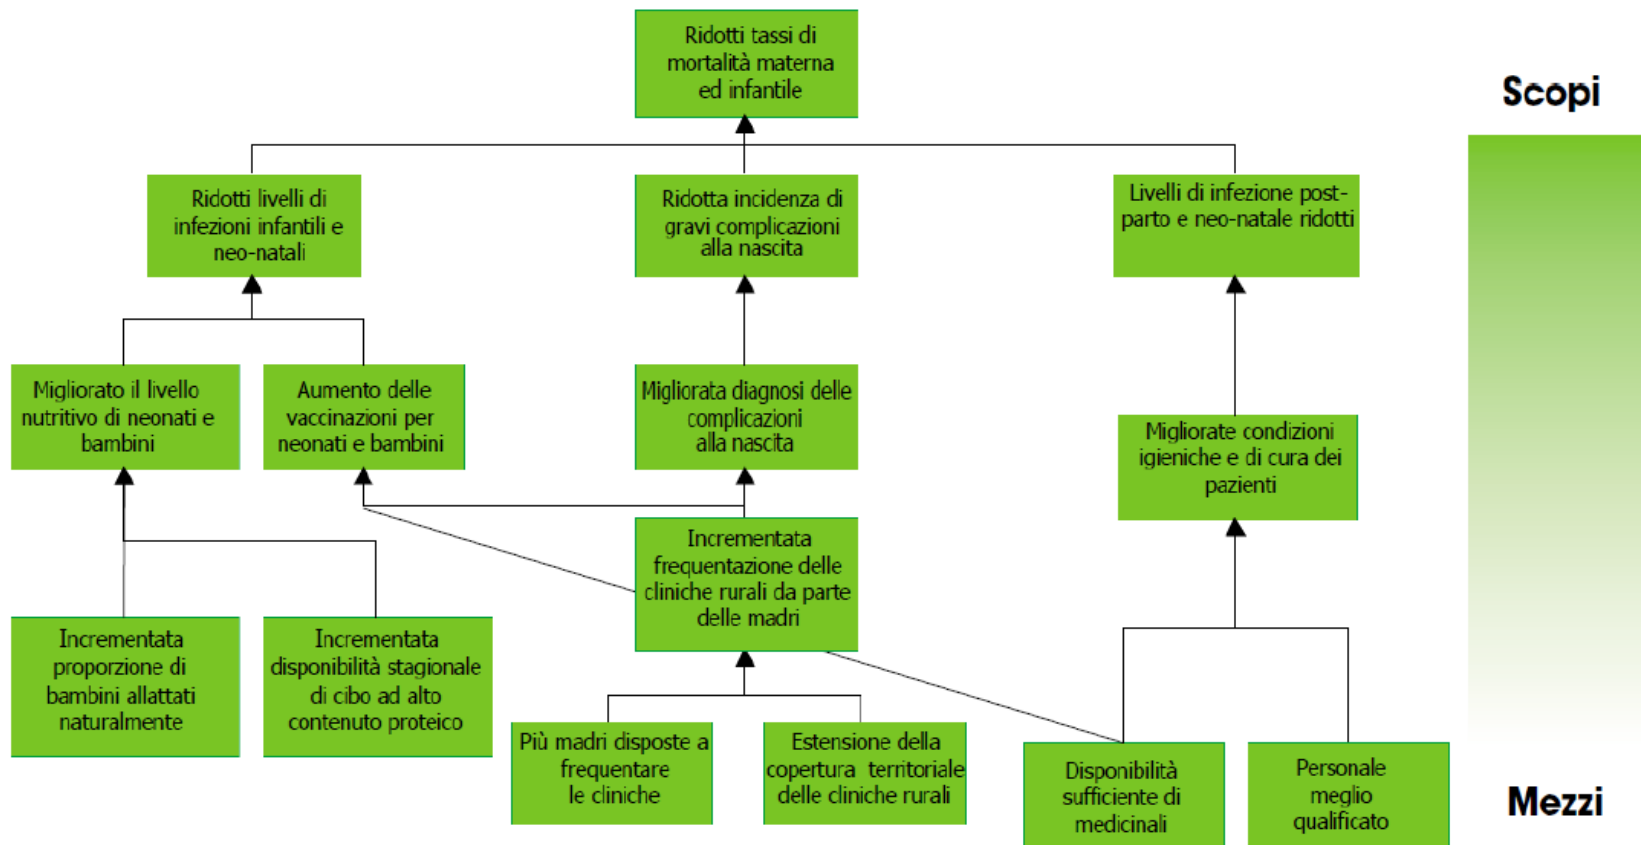 Ridotti tassi di
mortalità materna
ed infantile
Scopi
Ridotti livelli di
infezioni infantili e
neo-natali
Ridotta incidenza di
gravi complicazioni
alla nascita
Livelli di infezione post-
parto e neo-natale ridotti
Migliorato il livello
nutritivo di neonati e
bambini
Aumento delle
vaccinazioni per
neonati e bambini
Migliorata diagnosi delle
complicazioni
alla nascita
Migliorate condizioni
igieniche e di cura dei
pazienti
Incrementata
frequentazione delle
cliniche rurali da parte
delle madri
Incrementata
proporzione di
bambini allattati
naturalmente
Incrementata
disponibilità stagionale
di cibo ad alto
contenuto proteico
Più madri disposte a
frequentare
le cliniche
Estensione della
copertura territoriale
delle cliniche rurali
Disponibilità
sufficiente di
medicinali
Personale
meglio
qualificato
Mezzi